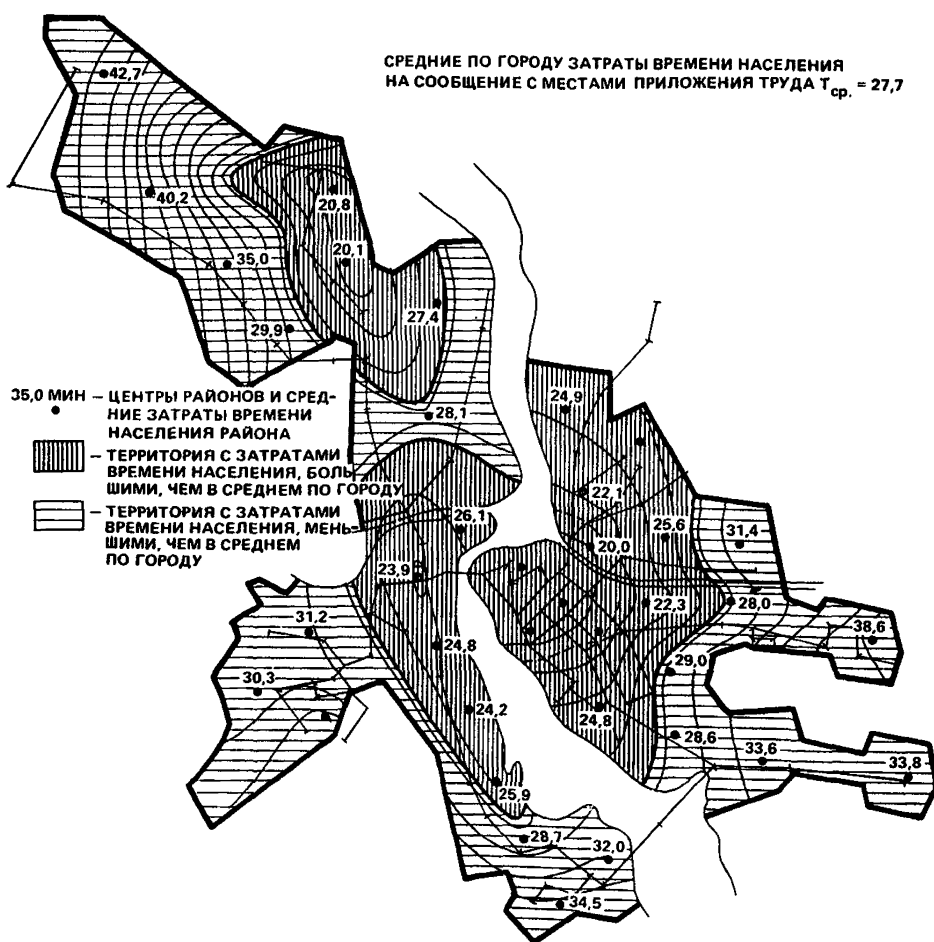 СРЕДНИЕ ПО ГОРОДУ ЗАТРАТЫ ВРЕМЕНИ НАСЕЛЕНИЯ
НА СООБЩЕНИЕ С МЕСТАМИ ПРИЛОЖЕНИЯ ТРУДА Tср. = 27,7
42,7
40,2
20,8
20,1
35,0
27,4
29,9
35,0 МИН – ЦЕНТРЫ РАЙОНОВ И СРЕД-
НИЕ ЗАТРАТЫ ВРЕМЕНИ
НАСЕЛЕНИЯ РАЙОНА
– ТЕРРИТОРИЯ С ЗАТРАТАМИ
ВРЕМЕНИ НАСЕЛЕНИЯ, БОЛЬ
ШИМИ, ЧЕМ В СРЕДНЕМ ПО ГОРОДУ
– ТЕРРИТОРИЯ С ЗАТРАТАМИ
ВРЕМЕНИ НАСЕЛЕНИЯ, МЕНЬ-
ШИМИ, ЧЕМ В СРЕДНЕМ
ПО ГОРОДУ
28,1
24,9
22,1
26,1
25,6
31,4
20,0
23,9
22,3
28,0
31,2
38,6
24,8
29,0
30,3
24,2
24,8
28,6
33,6
33,8
25,9
28,7
32,0
34,5